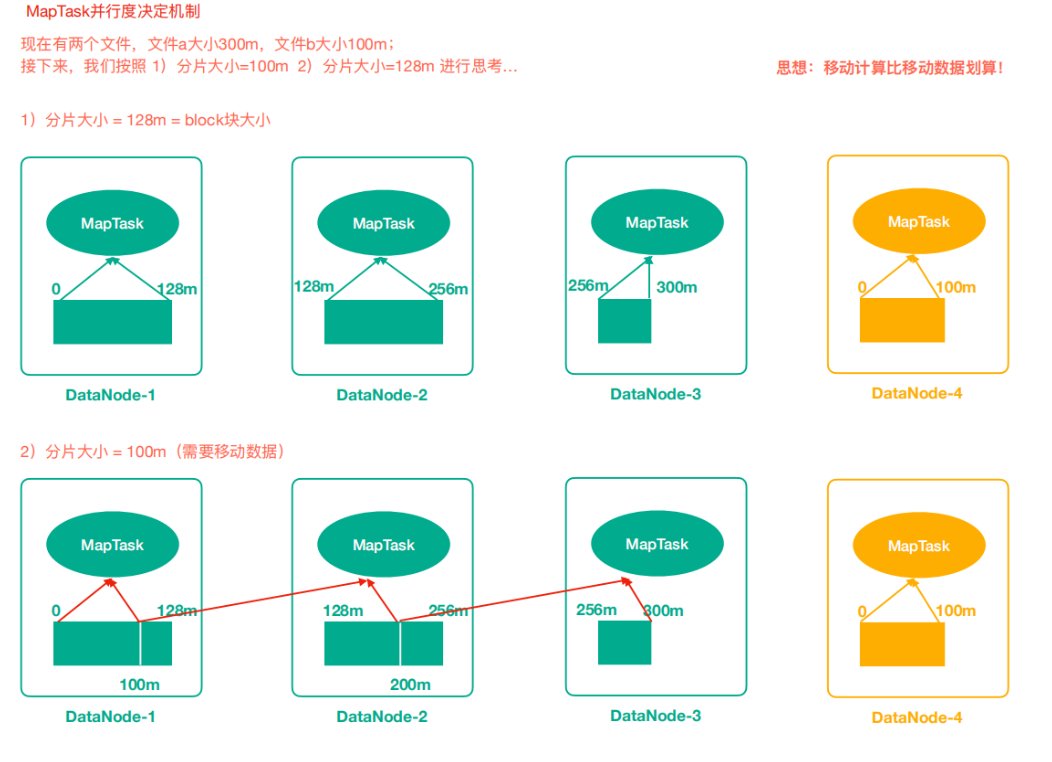 MapTask并行度决定机制
现在有两个文件，文件a大小300m，文件b大小100m；
接下来，我们按照 1）分片大小=100m 2）分片大小=128m 进行思考…
思想：移动计算比移动数据划算！
1）分片大小 = 128m = block块大小
MapTask
MapTask
MapTask
MapTask
0
128m
128m
256m
256m
300m
0
100m
DataNode-1
DataNode-2
DataNode-3
DataNode-4
2）分片大小 = 100m（需要移动数据）
MapTask
MapTask
MapTask
MapTask
0
128m
128m
256m
256m
300m
0
100m
100m
200m
DataNode-1
DataNode-2
DataNode-3
DataNode-4